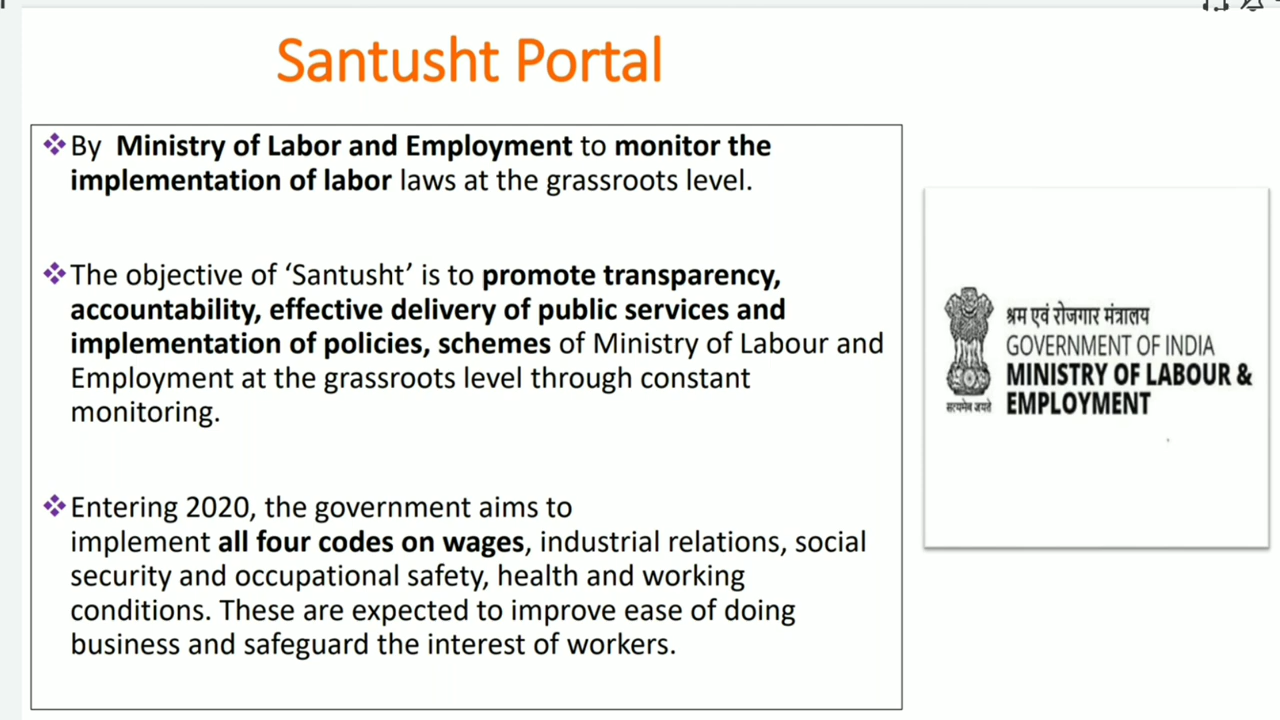 Santusht Portal
❖By Ministry of Labor and Employment to monitor the
implementation of labor laws at the grassroots level.
❖The objective of ‘Santusht’ is to promote transparency,
accountability, effective delivery of public services and
implementation of policies, schemes of Ministry of Labour and
Employment at the grassroots level through constant
monitoring.
❖Entering 2020, the government aims to
implement all four codes on wages, industrial relations, social
security and occupational safety, health and working
conditions. These are expected to improve ease of doing
business and safeguard the interest of workers.
श्रम एवं रोजगार मंत्रालय
GOVERNMENT OF INDIA
MINISTRY OF LABOUR &
EMPLOYMENT
सत्यमेव जयते